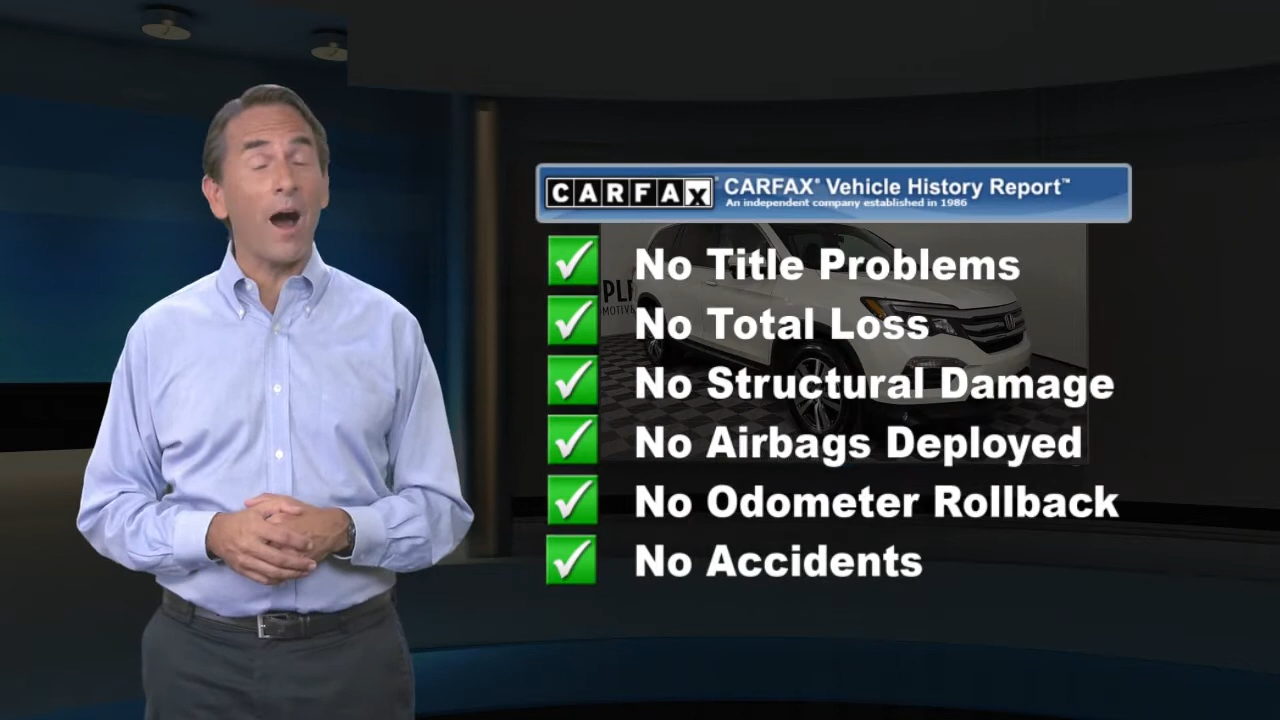 CARFAX
CARFAX® Vehicle History Report™
An independent company established in 1986
No Title Problems
No Total Loss
No Structural Damage
No Airbags Deployed
No Odometer Rollback
No Accidents